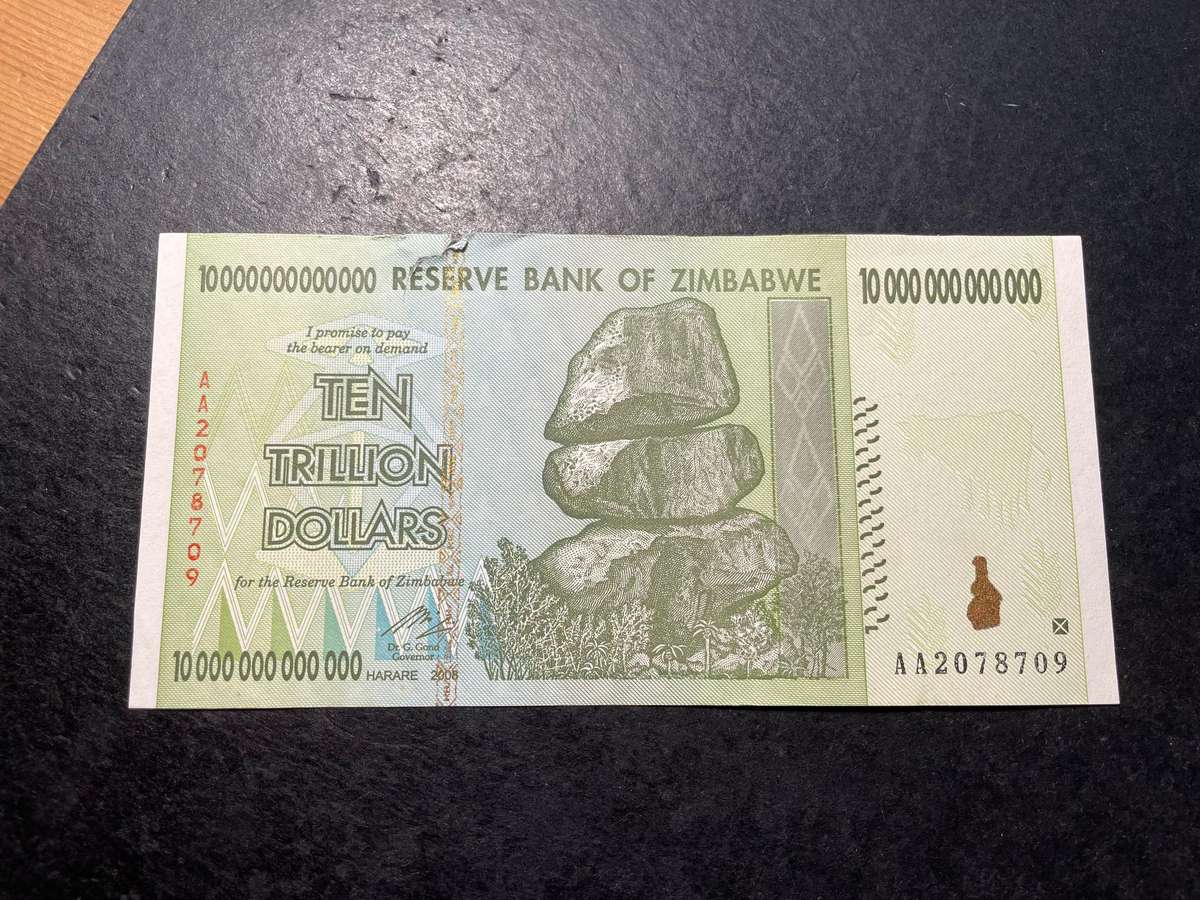 10000000000000 RESERVE BANK OF ZIMBABWE 10 000 000 000 000
I promise to pay
the bearer on demand
TEN
TRILLION
DOLLARS
AA2078709
for the Reserve Bank of Zimbabwe
Dr. G. Gono
Governor
10 000 000 000 000 HARARE 2008
AA2078709